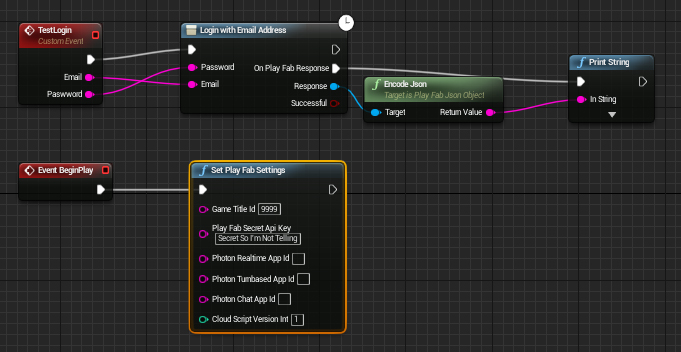 TestLogin
Custom Event
Email
Paswword
Login with Email Address
Password
Email
On Play Fab Response
Response
Successful
Encode Json
Target is Play Fab Json Object
Target
Return Value
Print String
In String
Event BeginPlay
Set Play Fab Settings
Game Title Id 9999
Play Fab Secret Api Key
Secret So I'm Not Telling
Photon Realtime App Id
Photon Turnbased App Id
Photon Chat App Id
Cloud Script Version Int 1